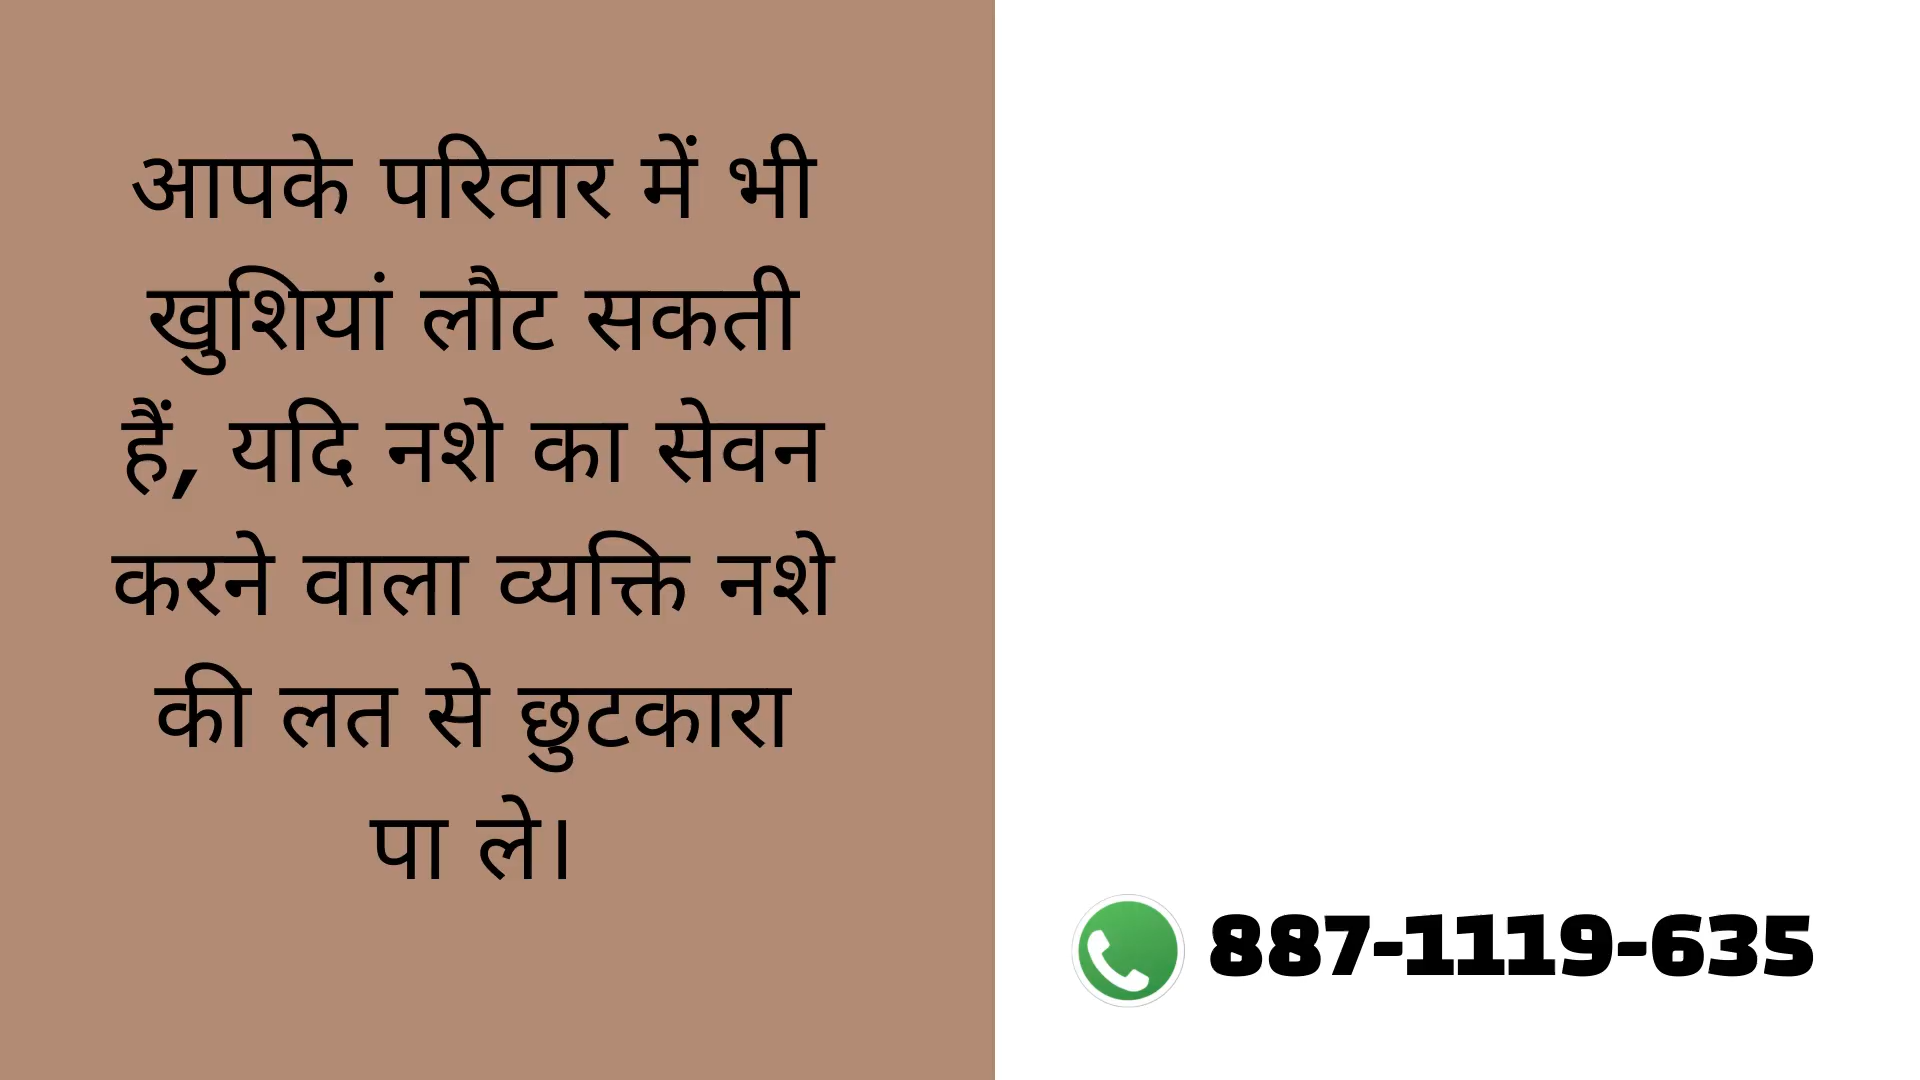 आपके परिवार में भी
खुशियां लौट सकती
हैं, यदि नशे का सेवन
करने वाला व्यक्ति नशे
की लत से छुटकारा
पा ले।
887-1119-635